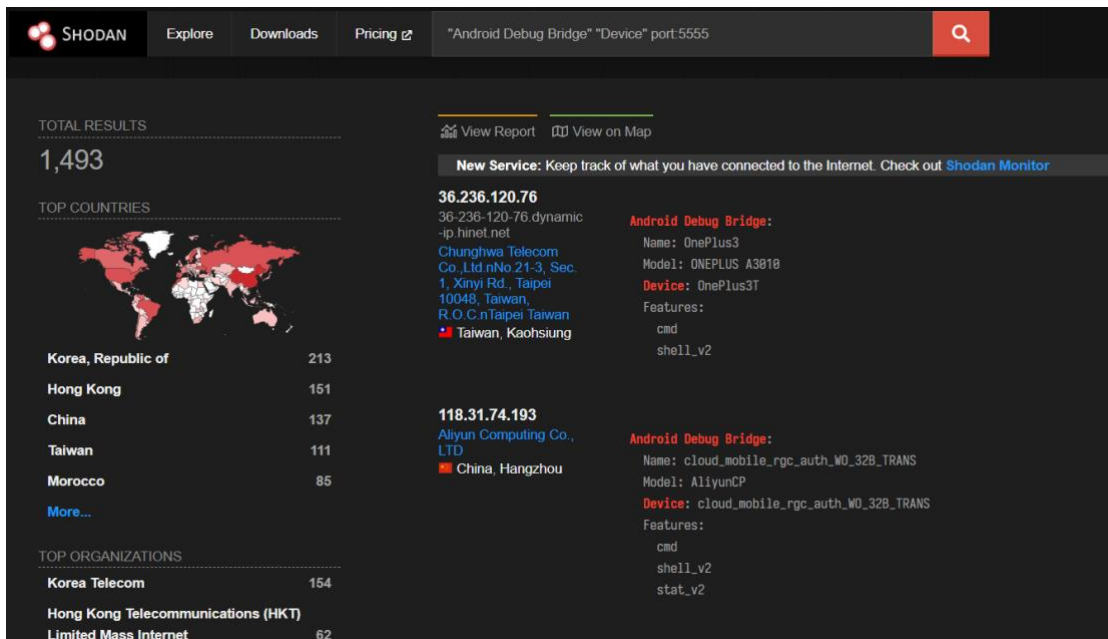 SHODAN
Explore
Downloads
Pricing
"Android Debug Bridge" "Device" port:5555
TOTAL RESULTS
1,493
TOP COUNTRIES
Korea, Republic of 213
Hong Kong 151
China 137
Taiwan 111
Morocco 85
More...
TOP ORGANIZATIONS
Korea Telecom 154
Hong Kong Telecommunications (HKT)
Limited Mass Internet 62
View Report
View on Map
New Service: Keep track of what you have connected to the Internet. Check out Shodan Monitor
36.236.120.76
36-236-120-76.dynamic
-ip.hinet.net
Chunghwa Telecom
Co.,Ltd.nNo.21-3, Sec.
1, Xinyi Rd., Taipei
10048, Taiwan,
R.O.C.nTaipei Taiwan
Taiwan, Kaohsiung
Android Debug Bridge:
Name: OnePlus3
Model: ONEPLUS A3010
Device: OnePlus3T
Features:
cmd
shell_v2
118.31.74.193
Aliyun Computing Co.,
LTD
China, Hangzhou
Android Debug Bridge:
Name: cloud_mobile_rgc_auth_WO_32B_TRANS
Model: AliyunCP
Device: cloud_mobile_rgc_auth_WO_32B_TRANS
Features:
cmd
shell_v2
stat_v2